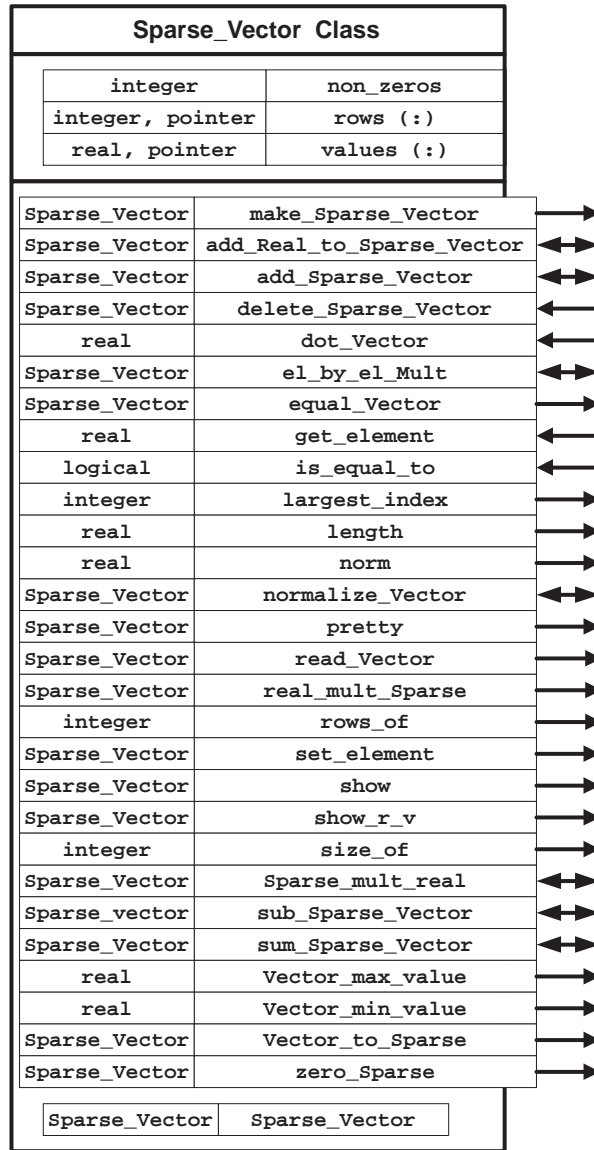 Sparse_Vector Class
integer non_zeros
integer, pointer rows (:)
real, pointer values (:)
Sparse_Vector make_Sparse_Vector
Sparse_Vector add_Real_to_Sparse_Vector
Sparse_Vector add_Sparse_Vector
Sparse_Vector delete_Sparse_Vector
real dot_Vector
Sparse_Vector el_by_el_Mult
Sparse_Vector equal_Vector
real get_element
logical is_equal_to
integer largest_index
real length
real norm
Sparse_Vector normalize_Vector
Sparse_Vector pretty
Sparse_Vector read_Vector
Sparse_Vector real_mult_Sparse
integer rows_of
Sparse_Vector set_element
Sparse_Vector show
Sparse_Vector show_r_v
integer size_of
Sparse_Vector Sparse_mult_real
Sparse_vector sub_Sparse_Vector
Sparse_Vector sum_Sparse_Vector
real Vector_max_value
real Vector_min_value
Sparse_Vector Vector_to_Sparse
Sparse_Vector zero_Sparse
Sparse_Vector Sparse_Vector